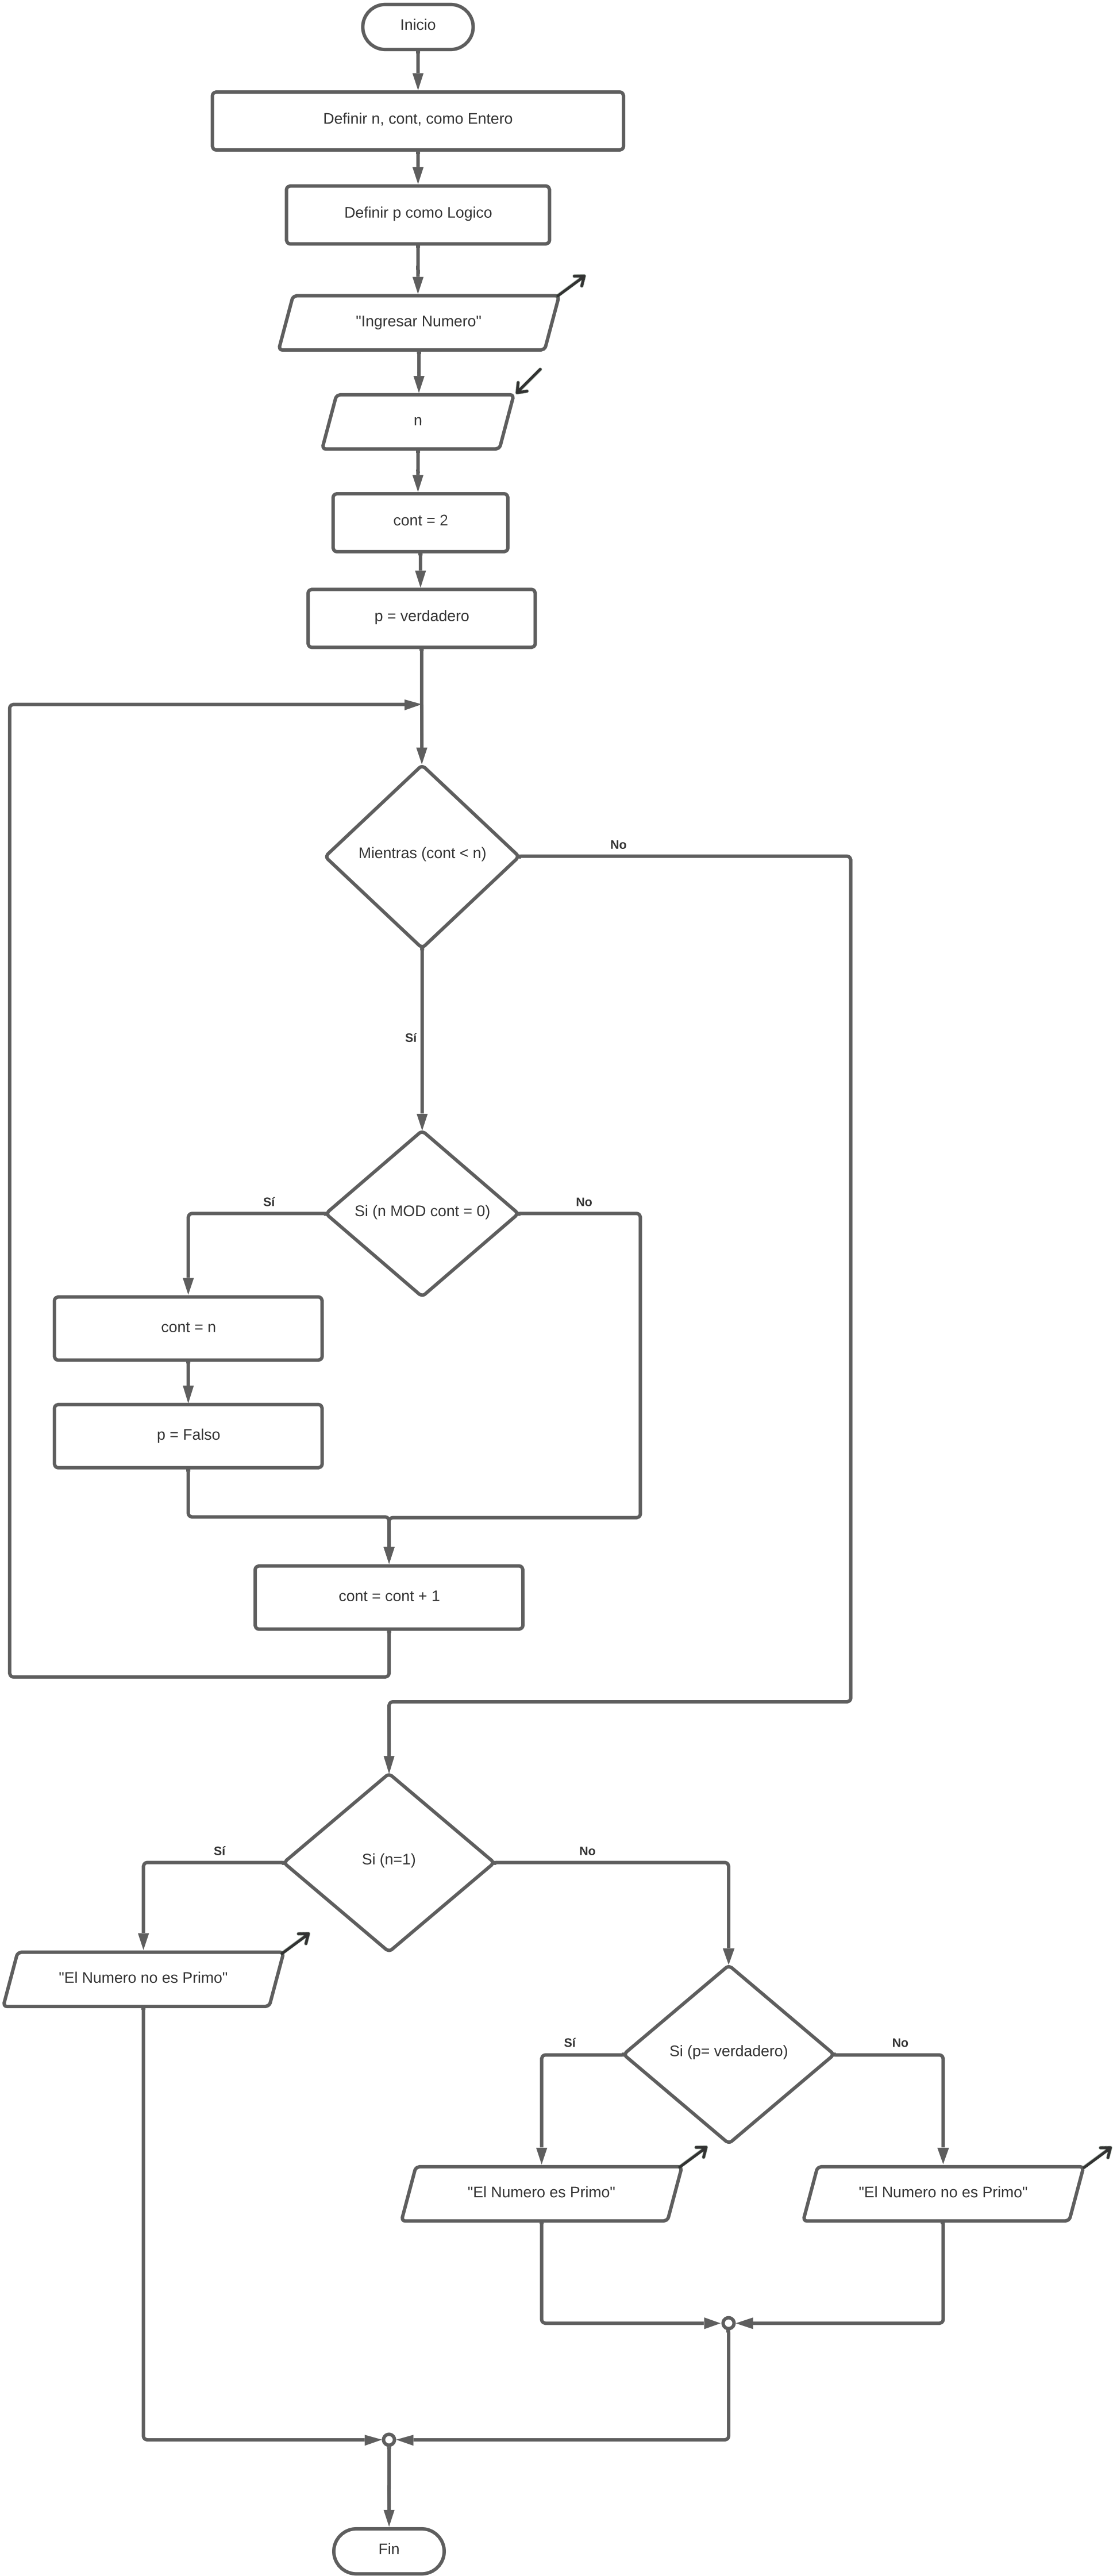 Inicio
Definir n, cont, como Entero
Definir p como Logico
"Ingresar Numero"
n
cont = 2
p = verdadero
Mientras (cont < n)
No
Sí
Si (n MOD cont = 0)
Sí
No
cont = n
p = Falso
cont = cont + 1
Si (n=1)
Sí
No
"El Numero no es Primo"
Si (p= verdadero)
Sí
No
"El Numero es Primo"
"El Numero no es Primo"
Fin